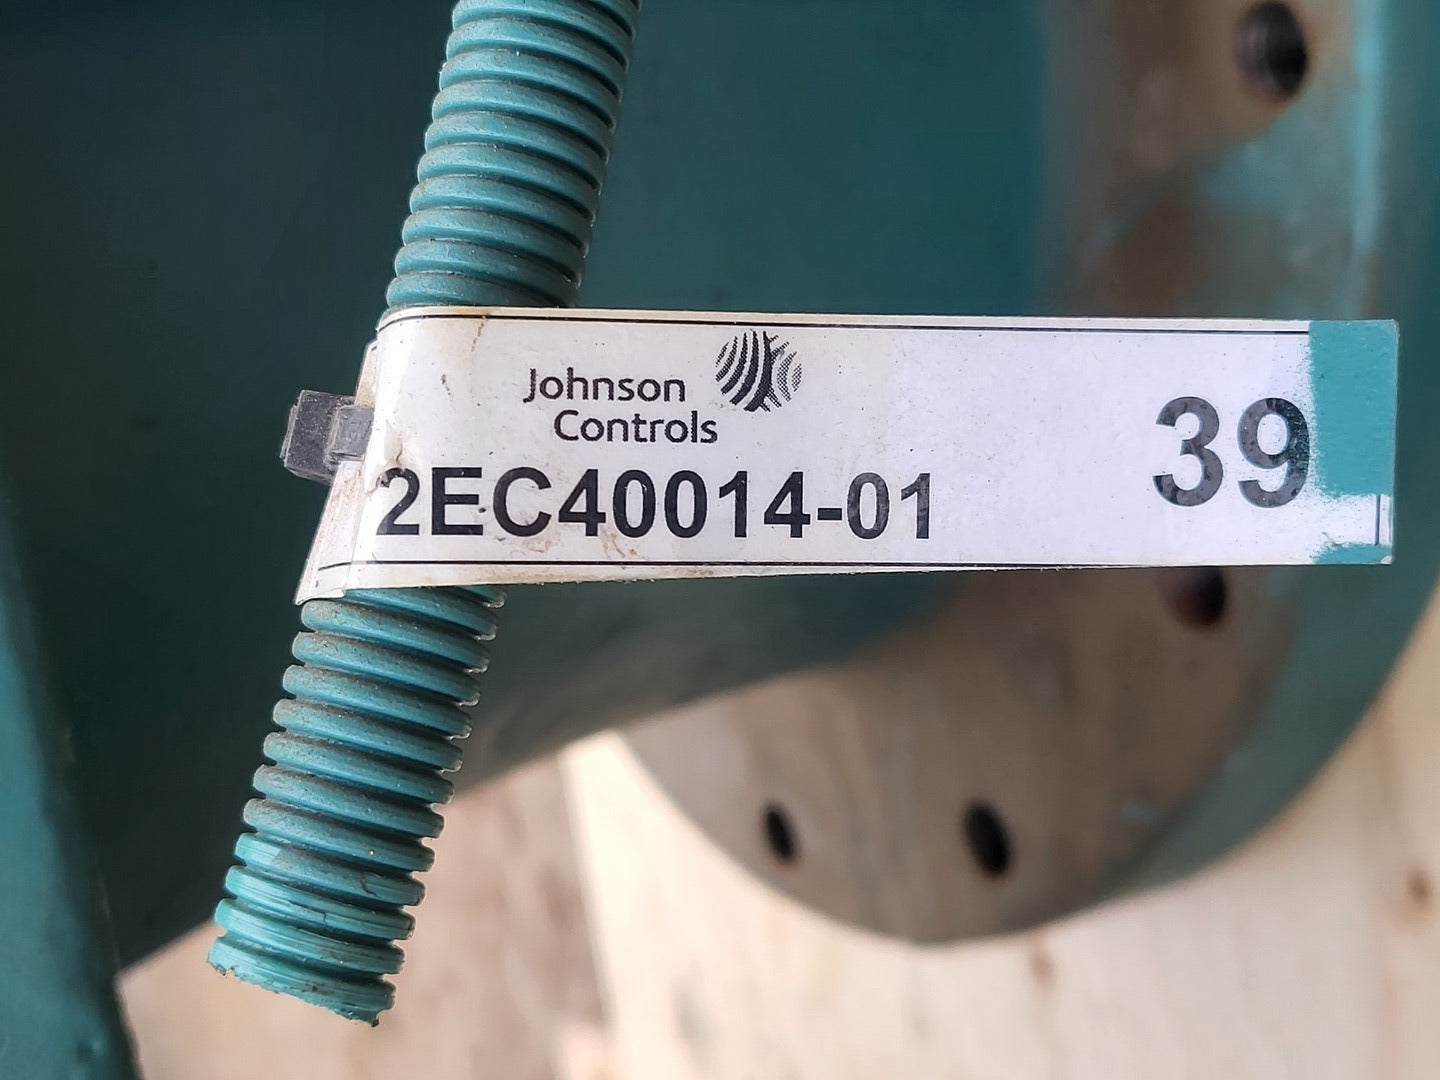 Johnson
Controls
2EC40014-01
39